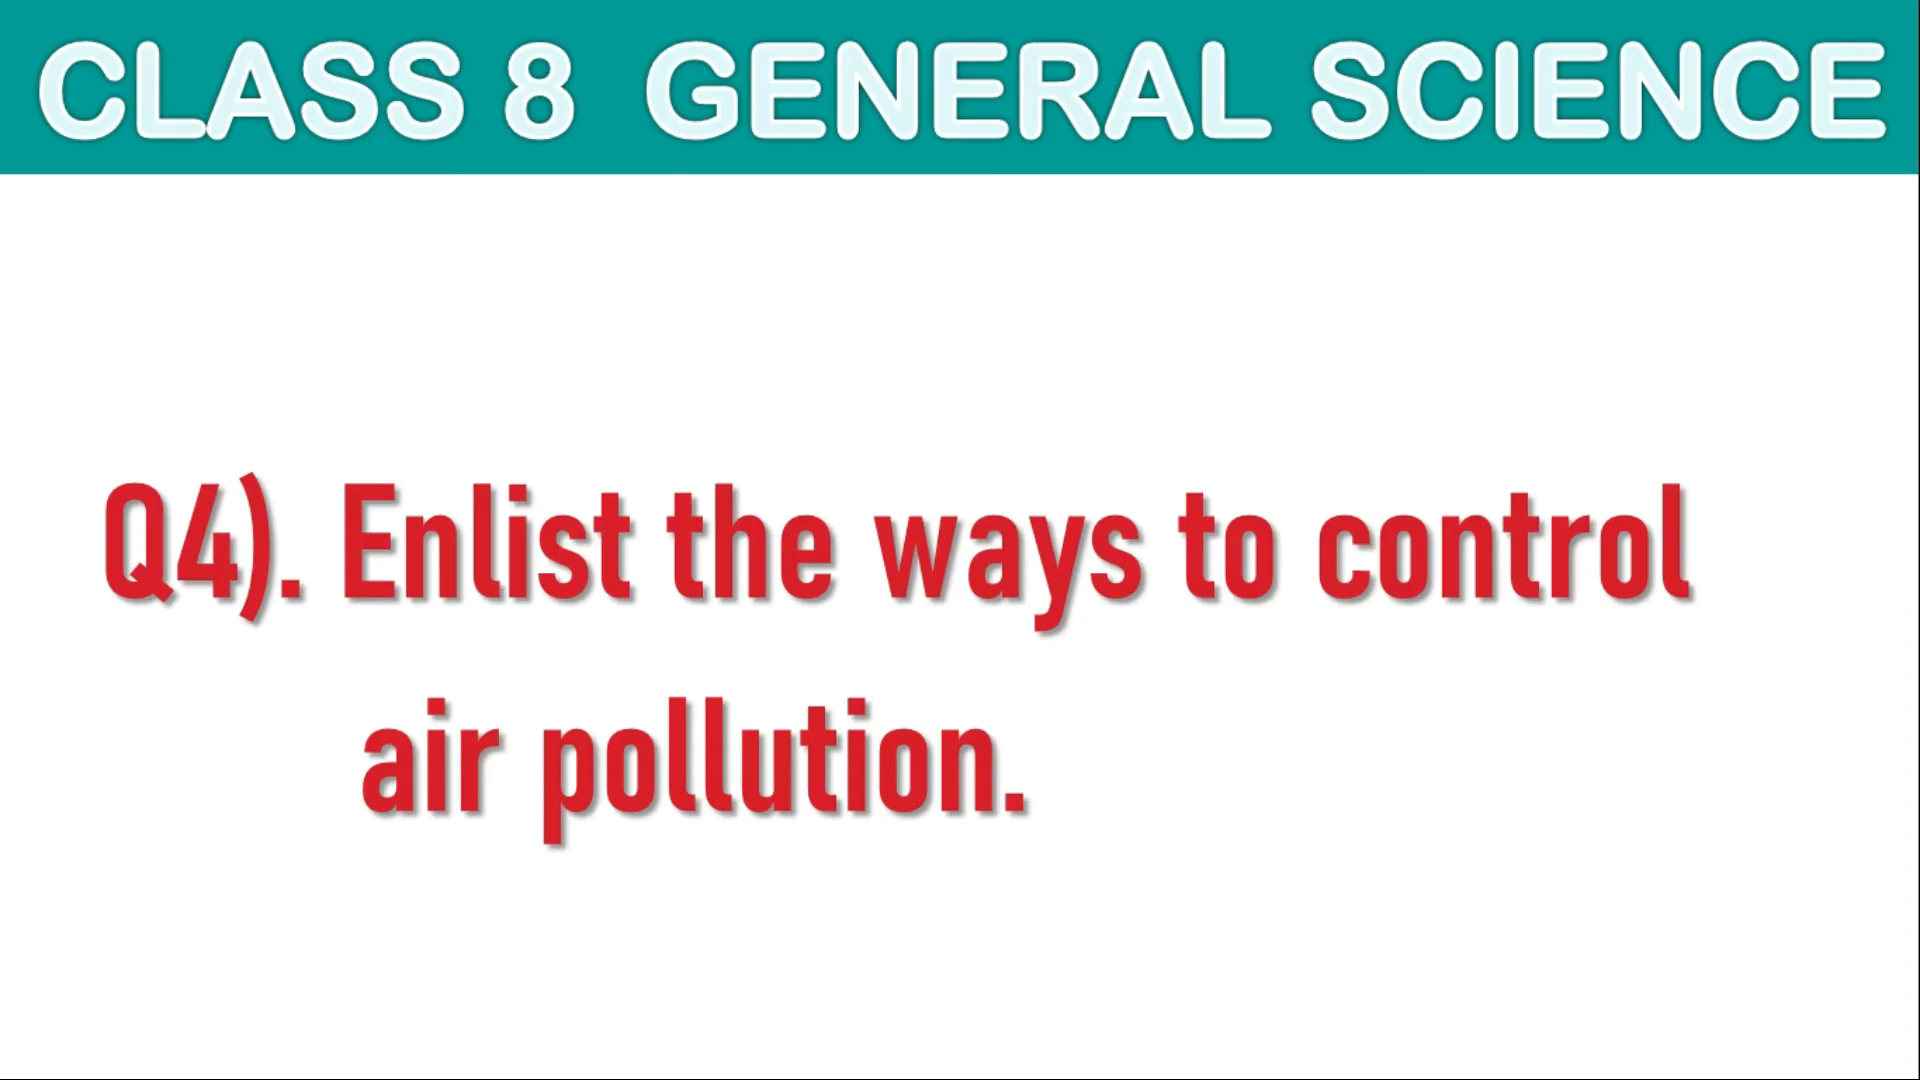 CLASS 8 GENERAL SCIENCE
Q4). Enlist the ways to control
air pollution.